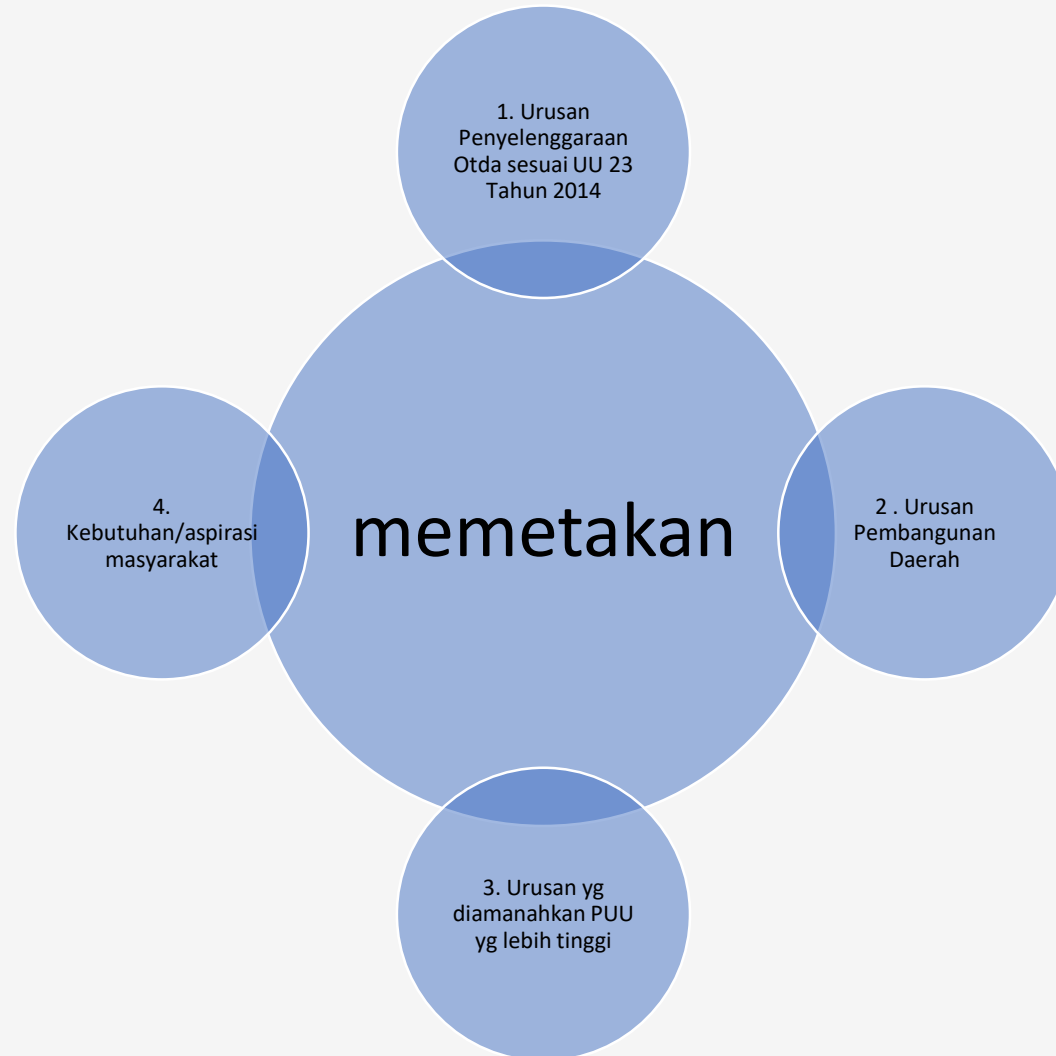 1. Urusan
Penyelenggaraan
Otda sesuai UU 23
Tahun 2014
memetakan
2 . Urusan
Pembangunan
Daerah
3. Urusan yg
diamanahkan PUU
yg lebih tinggi
4.
Kebutuhan/aspirasi
masyarakat